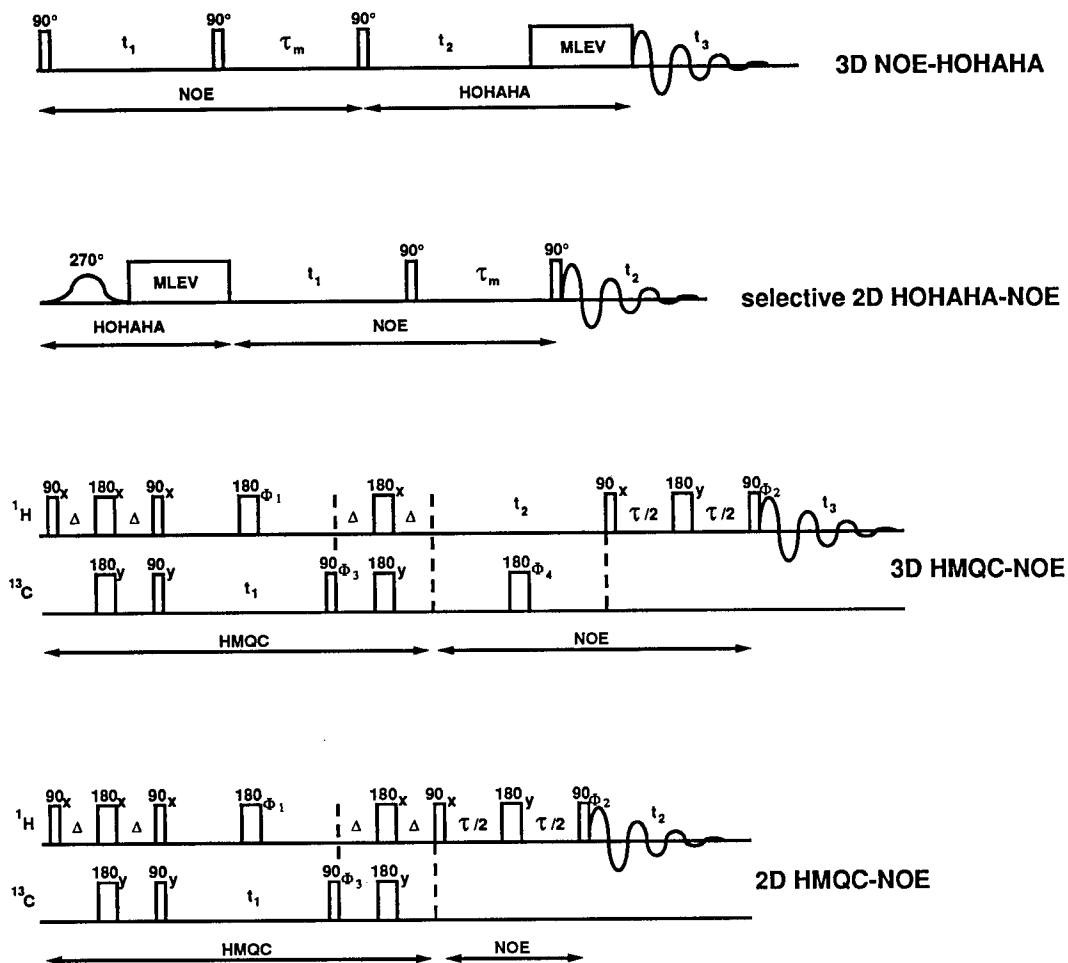 90° 90° 90°
t1 τm t2 MLEV t3
3D NOE-HOHAHA
NOE HOHAHA
270° 90° 90°
MLEV t1 τm t2
selective 2D HOHAHA-NOE
HOHAHA NOE
90x 180x 90x 180Φ1 180x 90x 180y 90Φ2
1H Δ Δ Δ Δ t2 τ/2 τ/2 t3
3D HMQC-NOE
180y 90y 90Φ3 180y 180Φ4
13C t1
HMQC NOE
90x 180x 90x 180Φ1 180x 90x 180y 90Φ2
1H Δ Δ Δ Δ τ/2 τ/2 t2
2D HMQC-NOE
180y 90y 90Φ3 180y
13C t1
HMQC NOE